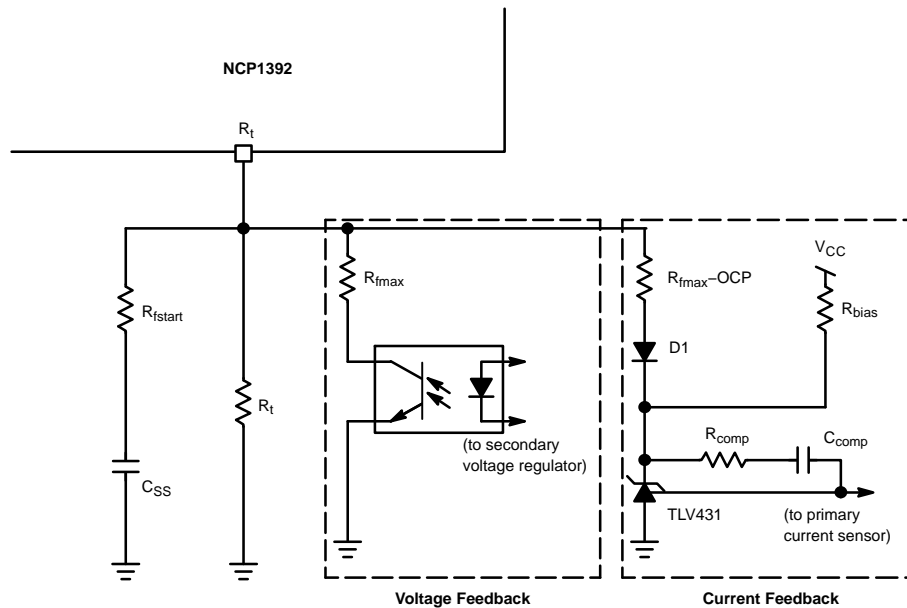 NCP1392
Rt
VCC
Rfmax
Rfmax–OCP
Rfstart
Rbias
D1
Rt
Rcomp
Ccomp
(to secondary
voltage regulator)
CSS
TLV431
(to primary
current sensor)
Voltage Feedback
Current Feedback